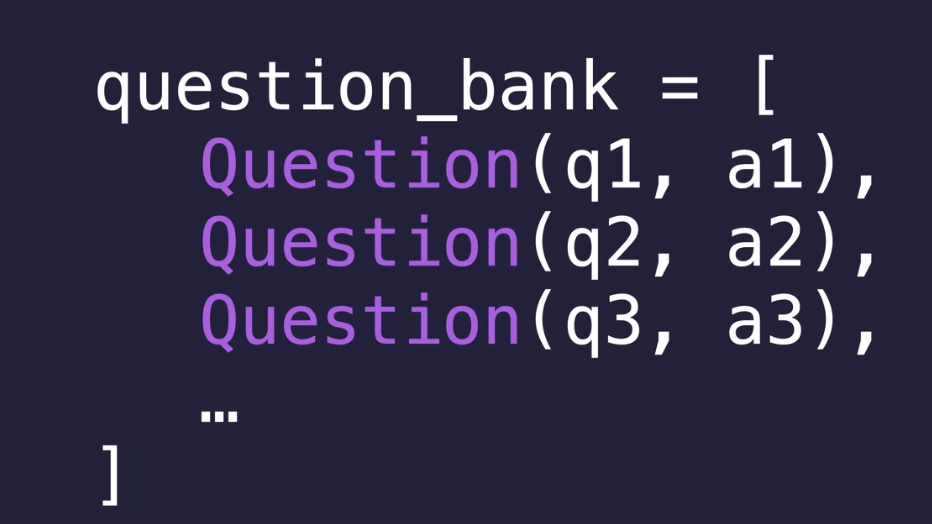 question_bank = [
Question(q1, a1),
Question(q2, a2),
Question(q3, a3),
…
]